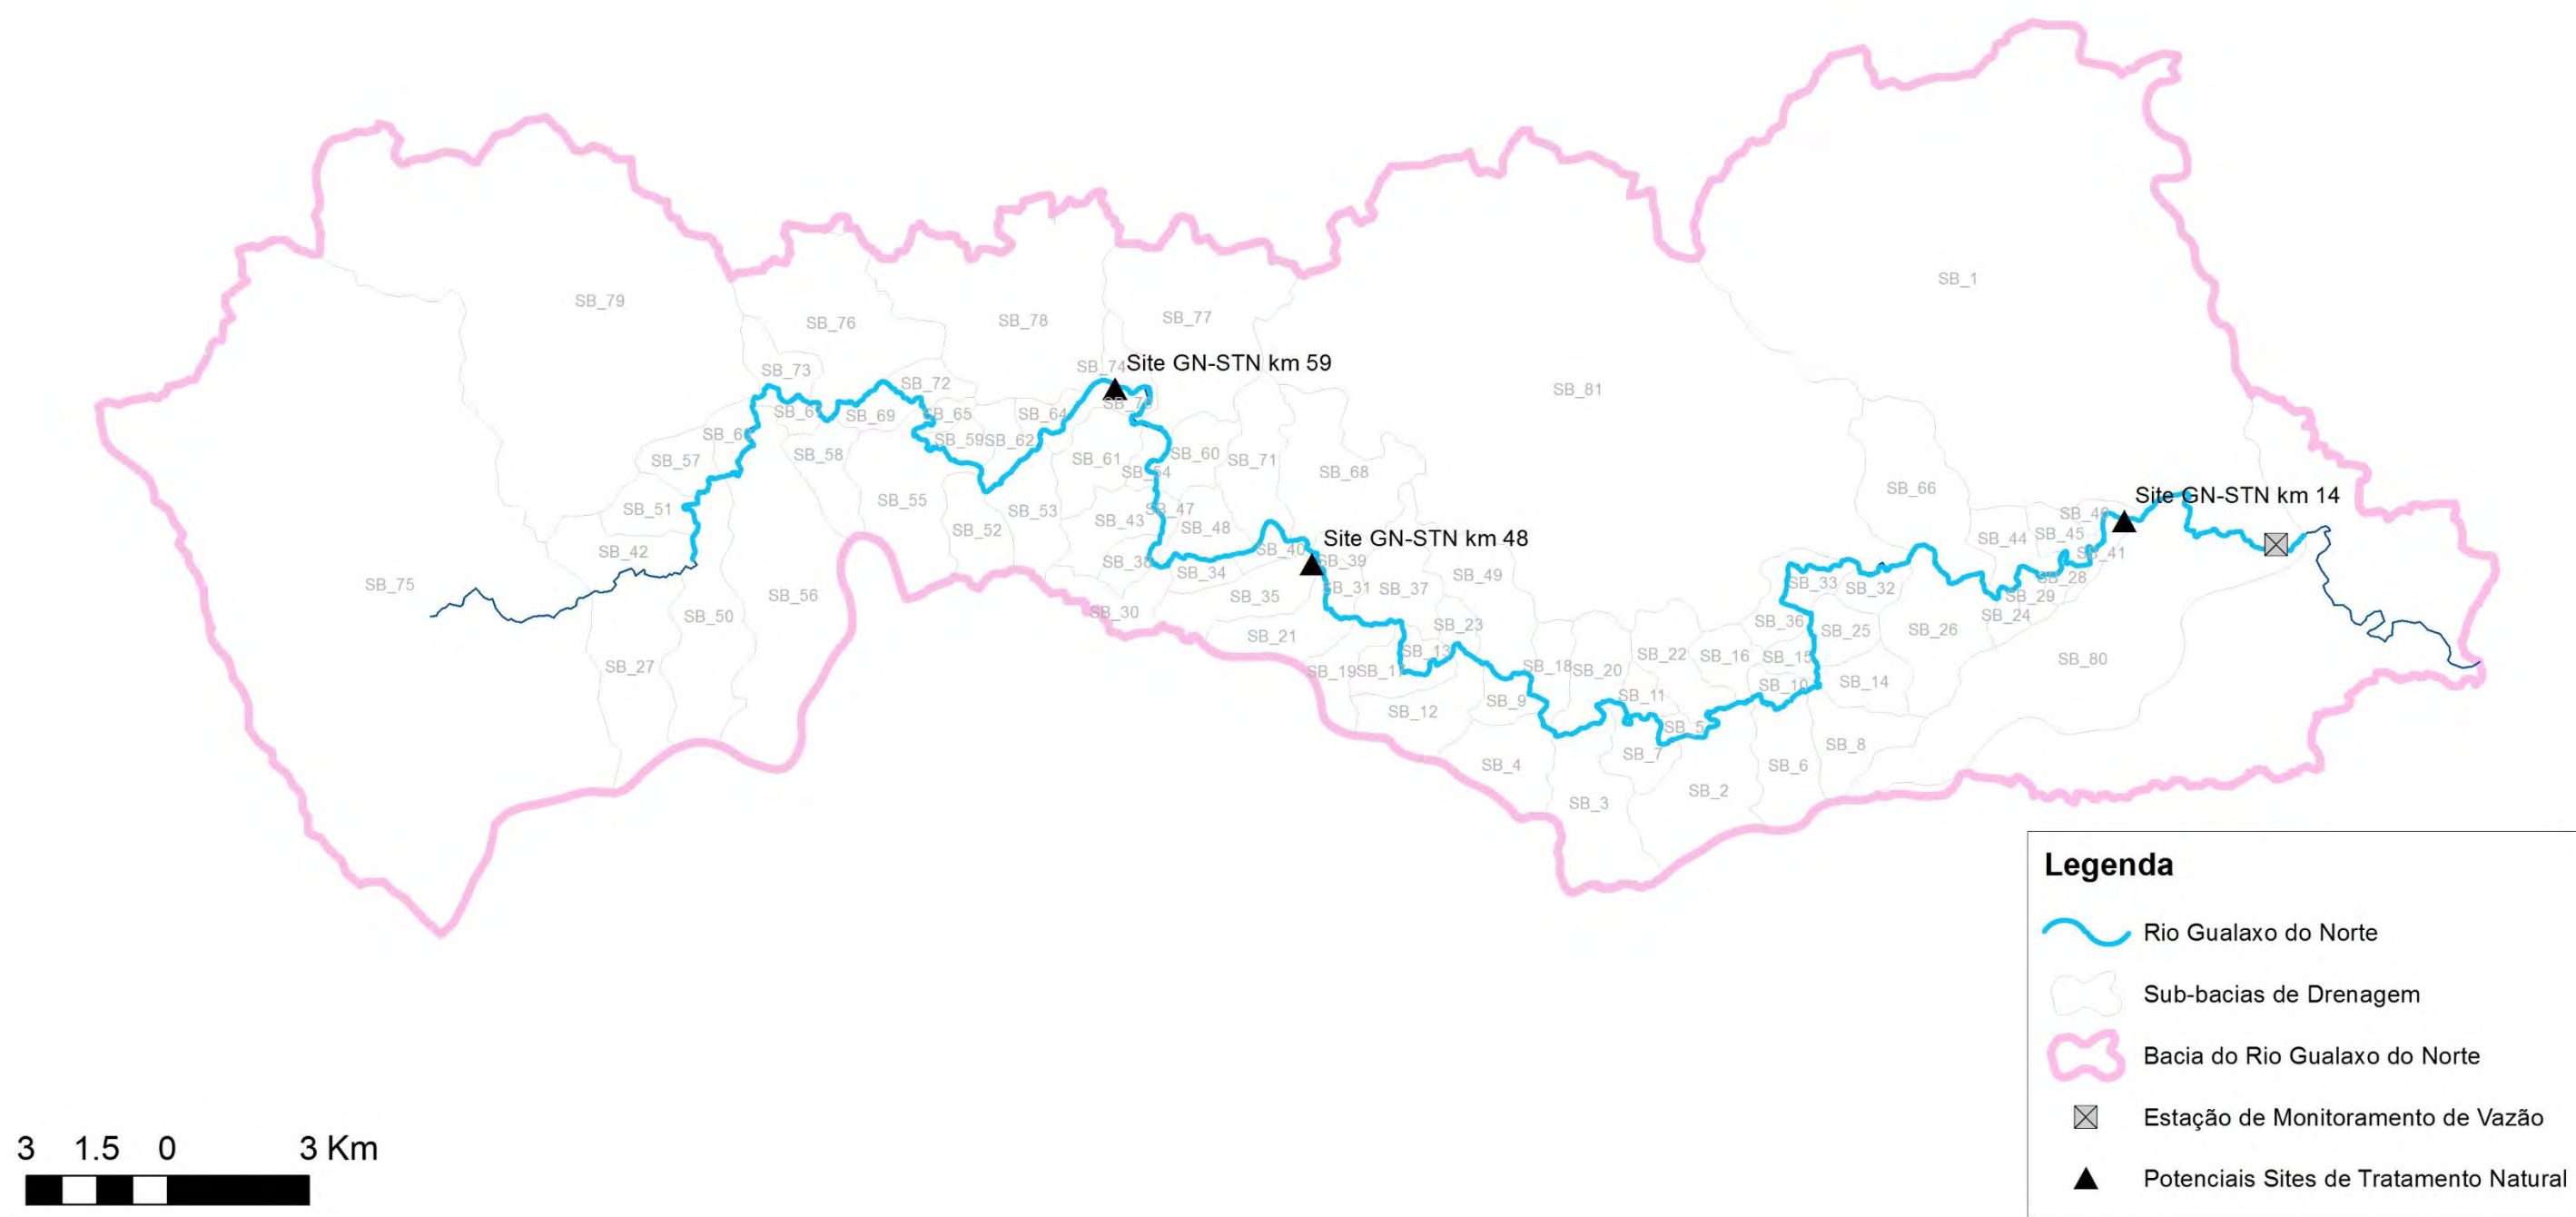 SB_1
SB_79
SB_77
SB_78
SB_76
SB_74
Site GN-STN km 59
SB_73
SB_72
SB_81
SB_69
SB_65
SB_64
SB_58
SB_59
SB_62
SB_57
SB_61
SB_60
SB_71
SB_68
SB_66
Site GN-STN km 14
SB_55
SB_51
SB_53
SB_52
SB_43
SB_47
SB_48
Site GN-STN km 48
SB_44
SB_45
SB_41
SB_42
SB_40
SB_39
SB_34
SB_49
SB_28
SB_75
SB_56
SB_35
SB_31
SB_37
SB_33
SB_32
SB_29
SB_30
SB_50
SB_24
SB_21
SB_23
SB_36
SB_25
SB_26
SB_27
SB_13
SB_19
SB_18
SB_20
SB_22
SB_16
SB_15
SB_80
SB_14
SB_10
SB_12
SB_9
SB_11
SB_5
SB_7
SB_8
SB_4
SB_6
SB_3
SB_2
Legenda
Rio Gualaxo do Norte
Sub-bacias de Drenagem
Bacia do Rio Gualaxo do Norte
Estação de Monitoramento de Vazão
Potenciais Sites de Tratamento Natural
3 1.5 0 3 Km